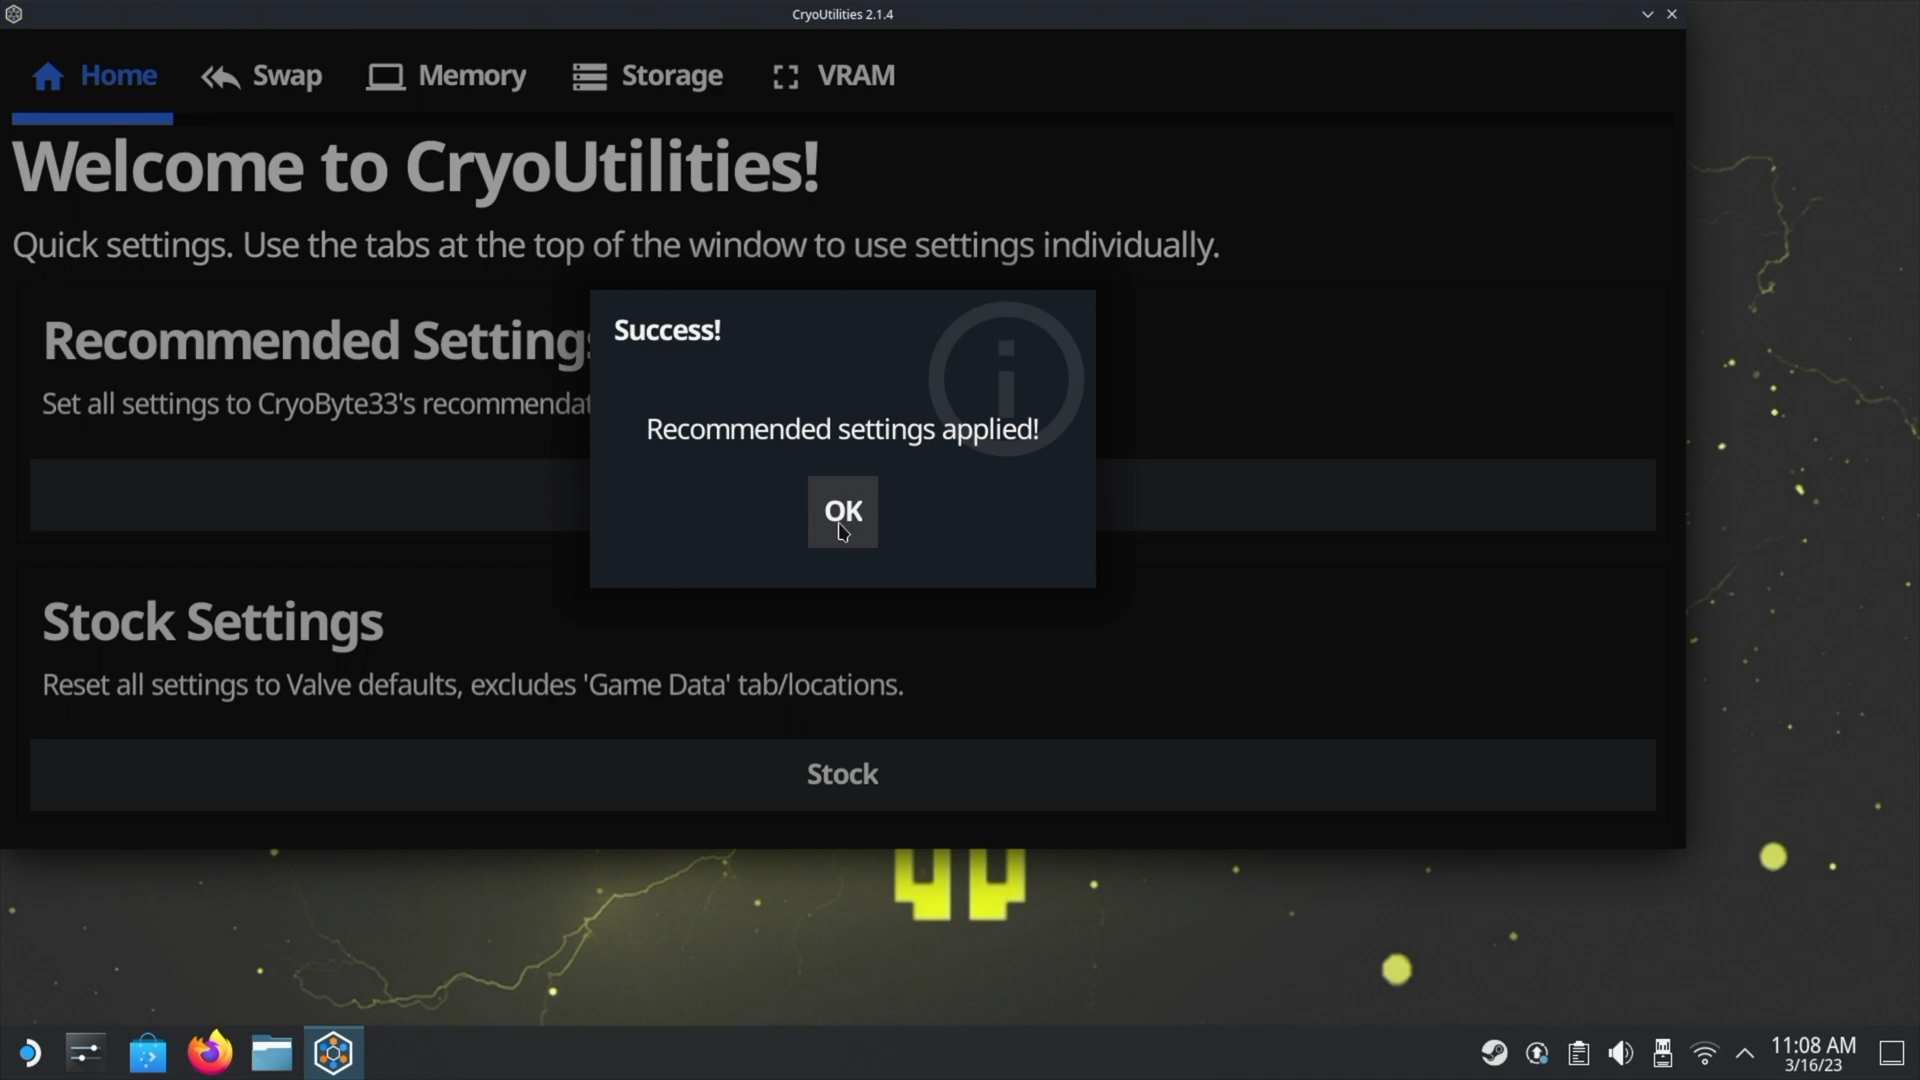 CryoUtilities 2.1.4
Home Swap Memory Storage VRAM
Welcome to CryoUtilities!
Quick settings. Use the tabs at the top of the window to use settings individually.
Recommended Setting
Set all settings to CryoByte33's recommendat
Success!
Recommended settings applied!
OK
Stock Settings
Reset all settings to Valve defaults, excludes 'Game Data' tab/locations.
Stock
11:08 AM
3/16/23